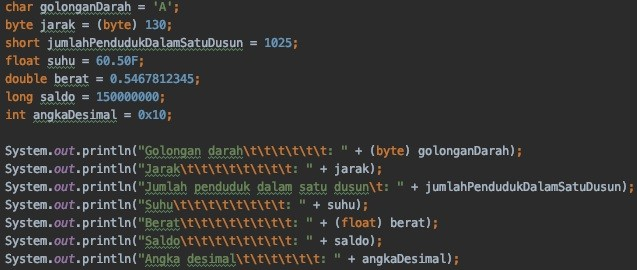 char golonganDarah = 'A';
byte jarak = (byte) 130;
short jumlahPendudukDalamSatuDusun = 1025;
float suhu = 60.50F;
double berat = 0.5467812345;
long saldo = 150000000;
int angkaDesimal = 0x10;
System.out.println("Golongan darah\t\t\t\t\t\t: " + (byte) golonganDarah);
System.out.println("Jarak\t\t\t\t\t\t\t\t: " + jarak);
System.out.println("Jumlah penduduk dalam satu dusun\t: " + jumlahPendudukDalamSatuDusun);
System.out.println("Suhu\t\t\t\t\t\t\t\t: " + suhu);
System.out.println("Berat\t\t\t\t\t\t\t\t: " + (float) berat);
System.out.println("Saldo\t\t\t\t\t\t\t\t: " + saldo);
System.out.println("Angka desimal\t\t\t\t\t\t: " + angkaDesimal);